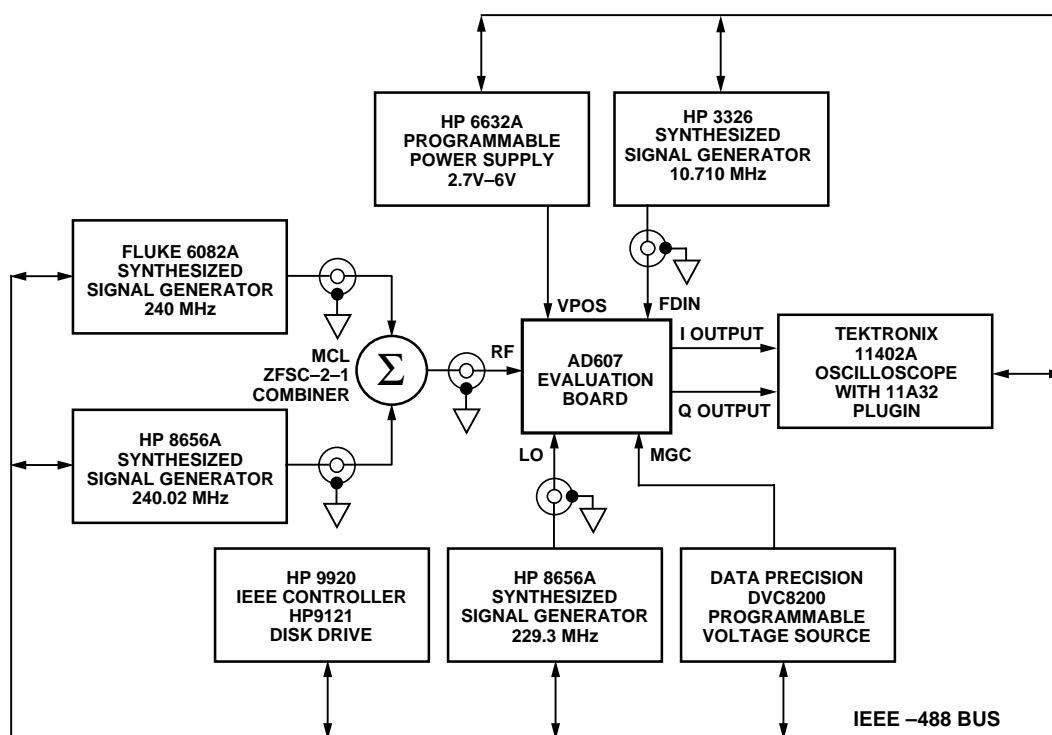 HP 6632A
PROGRAMMABLE
POWER SUPPLY
2.7V–6V
HP 3326
SYNTHESIZED
SIGNAL GENERATOR
10.710 MHz
FLUKE 6082A
SYNTHESIZED
SIGNAL GENERATOR
240 MHz
VPOS
FDIN
MCL
ZFSC–2–1
COMBINER
Σ
RF
AD607
EVALUATION
BOARD
I OUTPUT
Q OUTPUT
TEKTRONIX
11402A
OSCILLOSCOPE
WITH 11A32
PLUGIN
HP 8656A
SYNTHESIZED
SIGNAL GENERATOR
240.02 MHz
LO
MGC
HP 9920
IEEE CONTROLLER
HP9121
DISK DRIVE
HP 8656A
SYNTHESIZED
SIGNAL GENERATOR
229.3 MHz
DATA PRECISION
DVC8200
PROGRAMMABLE
VOLTAGE SOURCE
IEEE –488 BUS